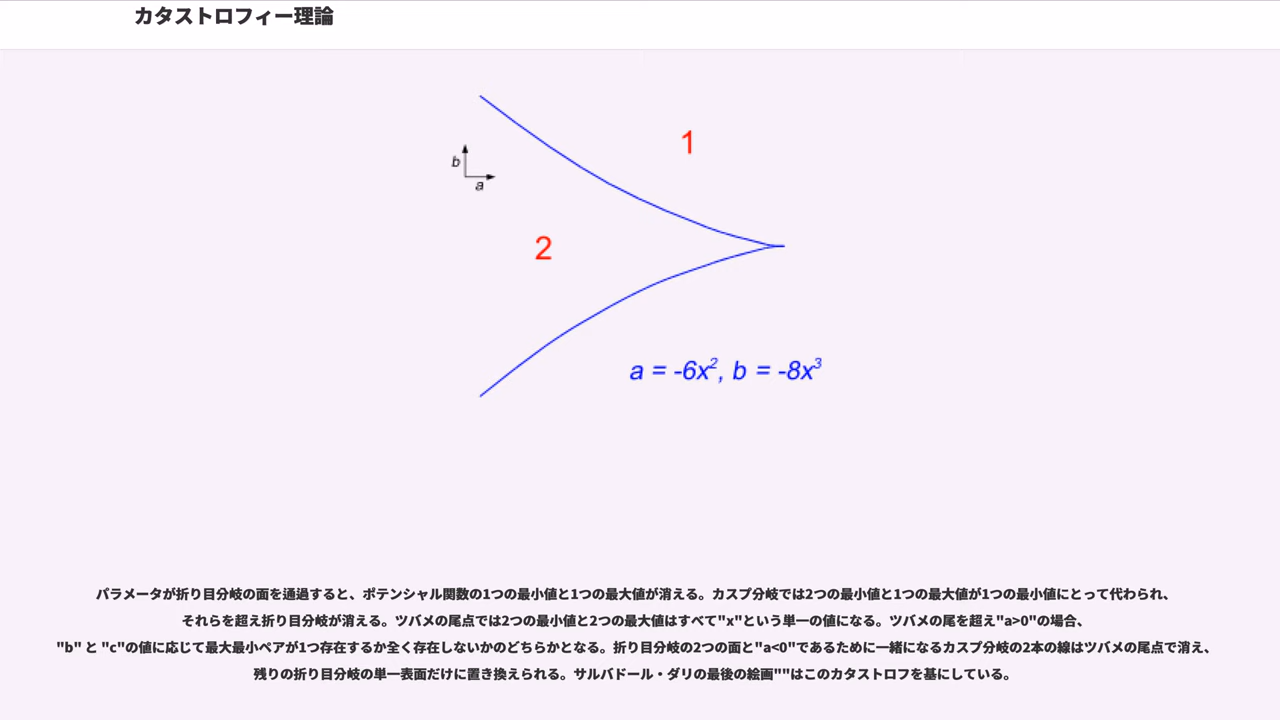 カタストロフィー理論
1
b
a
2
a = -6x², b = -8x³
パラメータが折り目分岐の面を通過すると、ポテンシャル関数の1つの最小値と1つの最大値が消える。カスプ分岐では2つの最小値と1つの最大値が1つの最小値にとって代わられ、
それらを超え折り目分岐が消える。ツバメの尾点では2つの最小値と2つの最大値はすべて"x"という単一の値になる。ツバメの尾を超え"a>0"の場合、
"b" と "c"の値に応じて最大最小ペアが1つ存在するか全く存在しないかのどちらかとなる。折り目分岐の2つの面と"a<0"であるために一緒になるカスプ分岐の2本の線はツバメの尾点で消え、
残りの折り目分岐の単一表面だけに置き換えられる。サルバドール・ダリの最後の絵画""はこのカタストロフを基にしている。